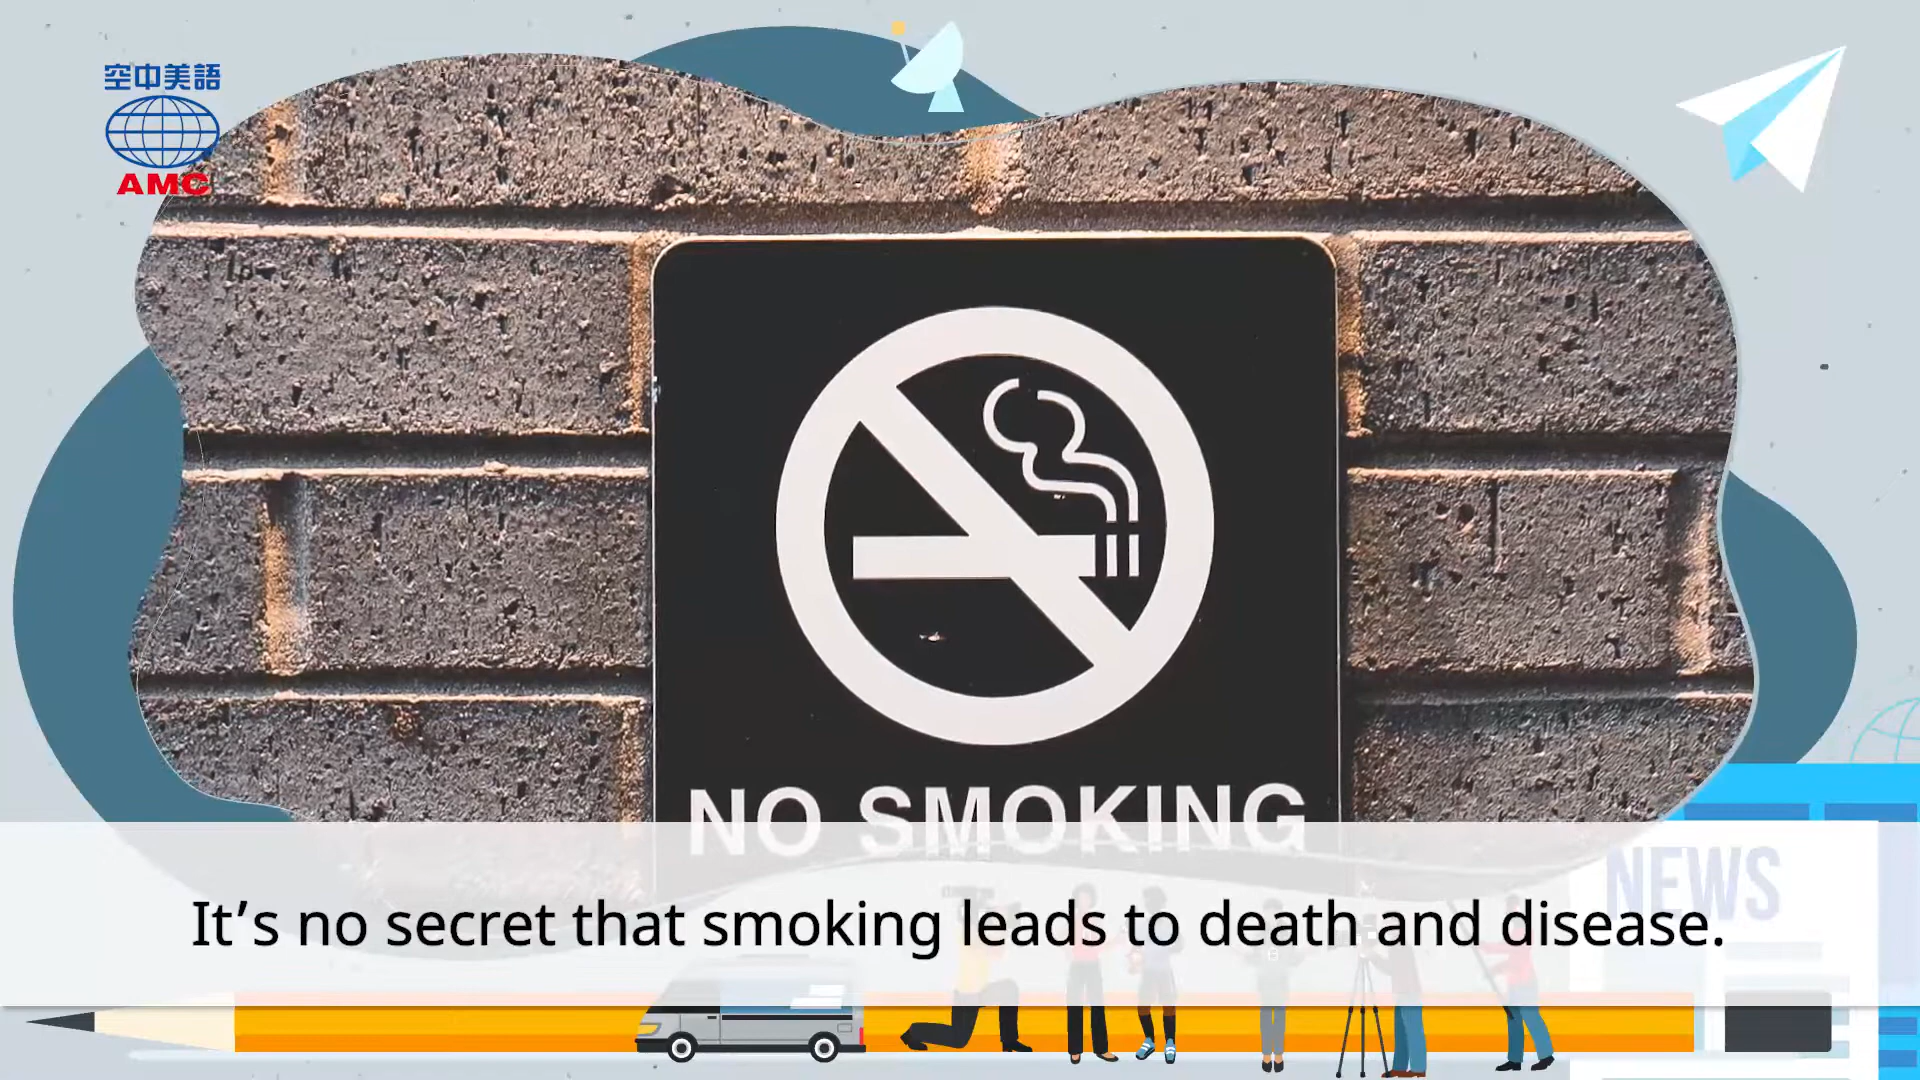 空中美語
AMC
NO SMOKING
NEWS
It’s no secret that smoking leads to death and disease.